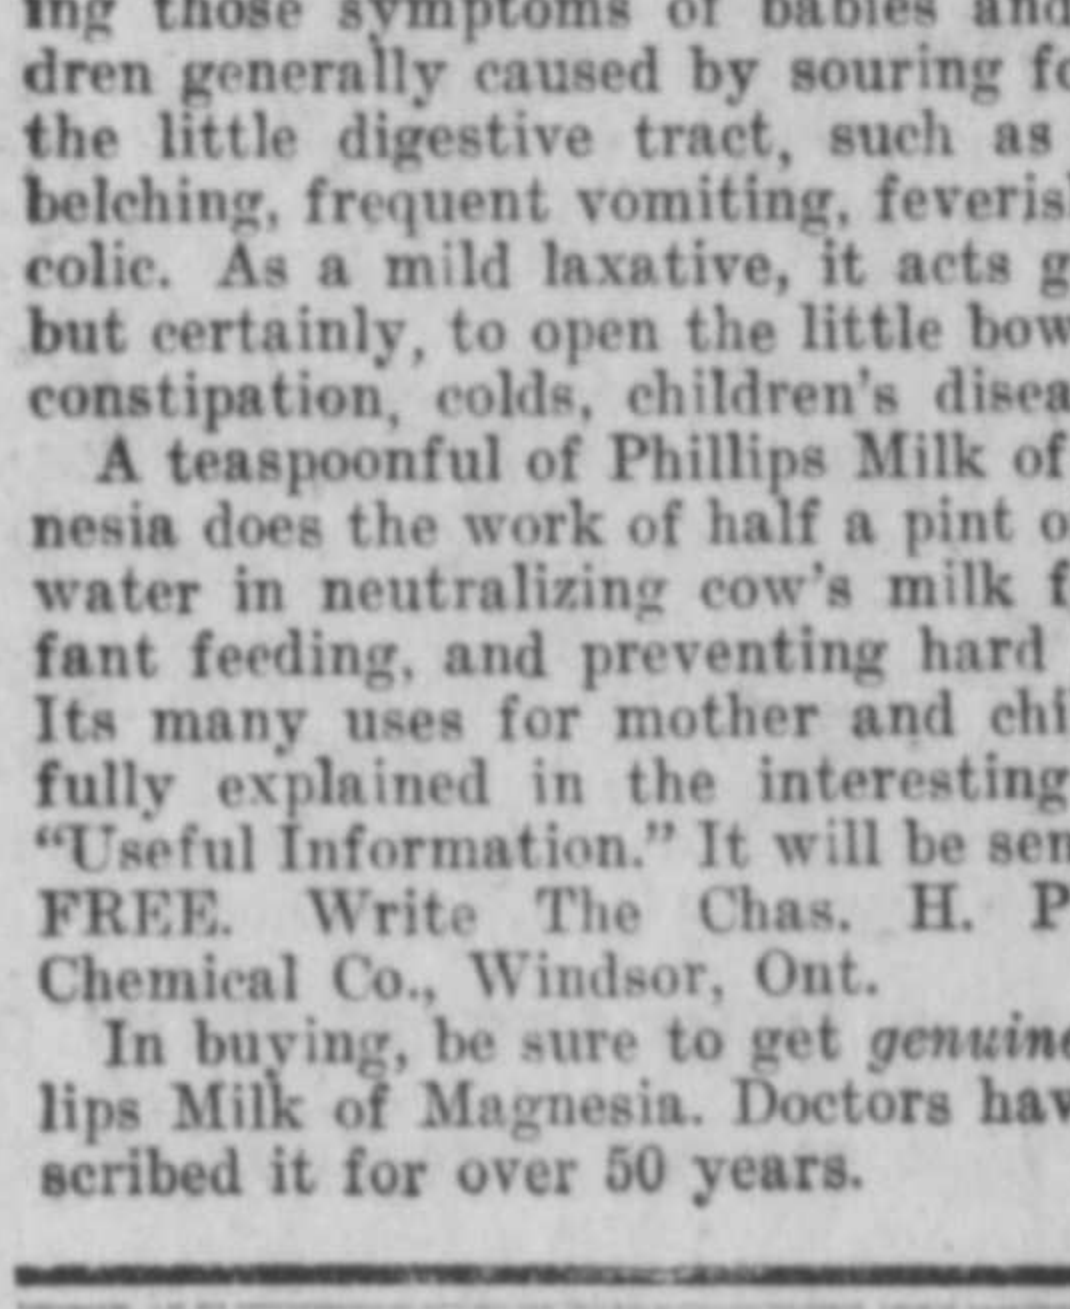 ing those symptoms of babies and
dren generally caused by souring fo
the little digestive tract, such as
belching, frequent vomiting, feveris
colic. As a mild laxative, it acts g
but certainly, to open the little bow
constipation, colds, children's disea
A teaspoonful of Phillips Milk of
nesia does the work of half a pint o
water in neutralizing cow's milk f
fant feeding, and preventing hard
Its many uses for mother and chi
fully explained in the interesting
“Useful Information.” It will be sen
FREE. Write The Chas. H. P
Chemical Co., Windsor, Ont.
In buying, be sure to get genuine
lips Milk of Magnesia. Doctors hav
scribed it for over 50 years.